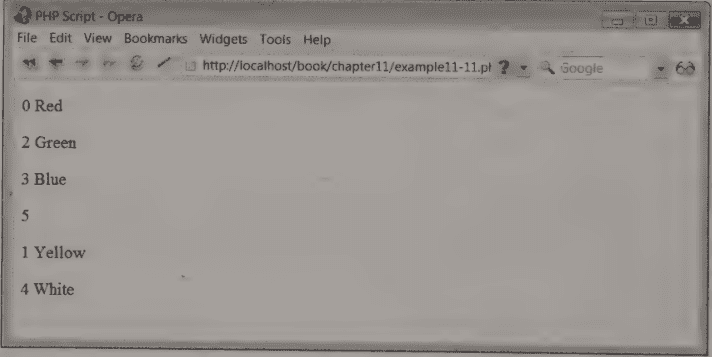 PHP Script - Opera
File Edit View Bookmarks Widgets Tools Help
http://localhost/book/chapter11/example11-11.pl ? Google
0 Red
2 Green
3 Blue
5
1 Yellow
4 White